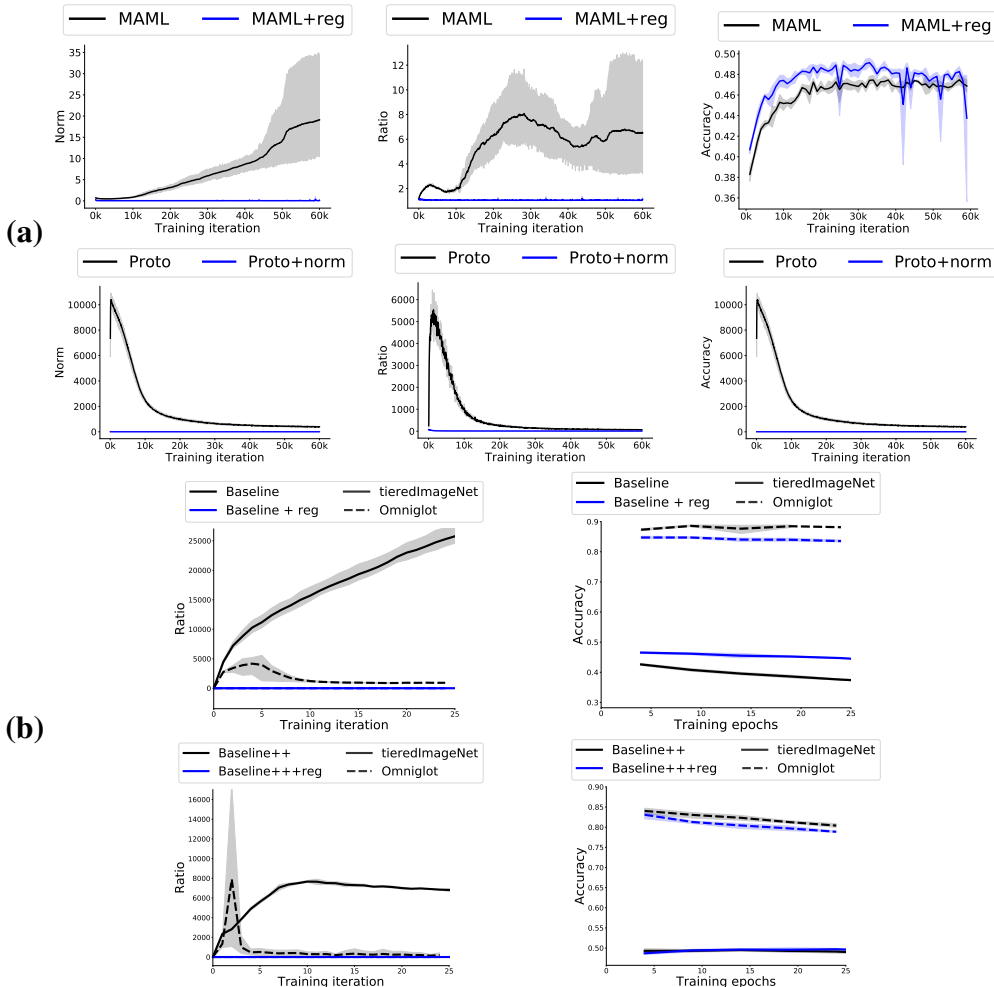 MAML MAML+reg
35
30
25
20
15
10
5
0
Norm
0k 10k 20k 30k 40k 50k 60k
Training iteration
MAML MAML+reg
12
10
8
6
4
2
Ratio
0k 10k 20k 30k 40k 50k 60k
Training iteration
MAML MAML+reg
0.50
0.48
0.46
0.44
0.42
0.40
0.38
0.36
Accuracy
0k 10k 20k 30k 40k 50k 60k
Training iteration
(a)
Proto Proto+norm
10000
8000
6000
4000
2000
0
Norm
0k 10k 20k 30k 40k 50k 60k
Training iteration
Proto Proto+norm
6000
5000
4000
3000
2000
1000
0
Ratio
0k 10k 20k 30k 40k 50k 60k
Training iteration
Proto Proto+norm
10000
8000
6000
4000
2000
0
Accuracy
0k 10k 20k 30k 40k 50k 60k
Training iteration
Baseline tieredImageNet
Baseline + reg Omniglot
25000
20000
15000
10000
5000
0
Ratio
0 5 10 15 20 25
Training iteration
Baseline tieredImageNet
Baseline + reg Omniglot
0.9
0.8
0.7
0.6
0.5
0.4
0.3
Accuracy
0 5 10 15 20 25
Training epochs
(b)
Baseline++ tieredImageNet
Baseline+++reg Omniglot
16000
14000
12000
10000
8000
6000
4000
2000
0
Ratio
0 5 10 15 20 25
Training iteration
Baseline++ tieredImageNet
Baseline+++reg Omniglot
0.90
0.85
0.80
0.75
0.70
0.65
0.60
0.55
0.50
Accuracy
0 5 10 15 20 25
Training epochs